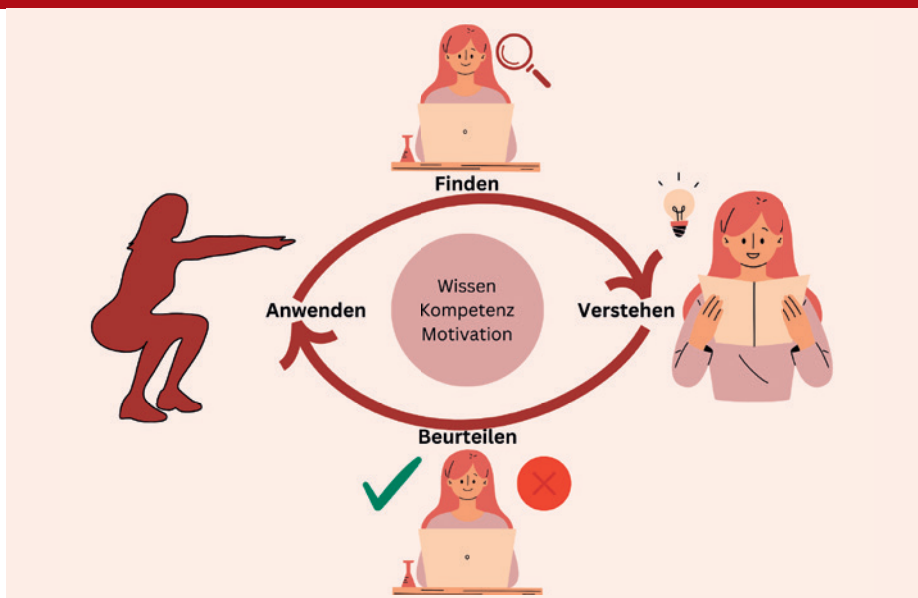 Finden
Anwenden
Wissen
Kompetenz
Motivation
Verstehen
Beurteilen